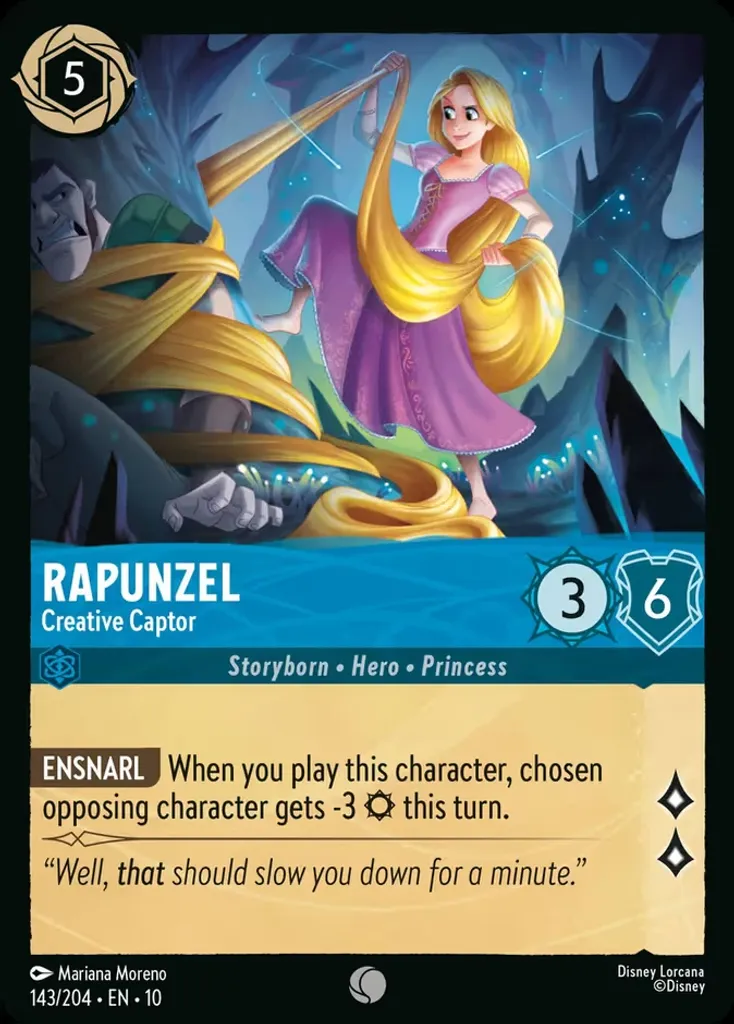 5
RAPUNZEL
Creative Captor
3
6
Storyborn • Hero • Princess
ENSNARL When you play this character, chosen
opposing character gets -3 this turn.
“Well, that should slow you down for a minute.”
Mariana Moreno
143/204 • EN • 10
Disney Lorcana
©Disney